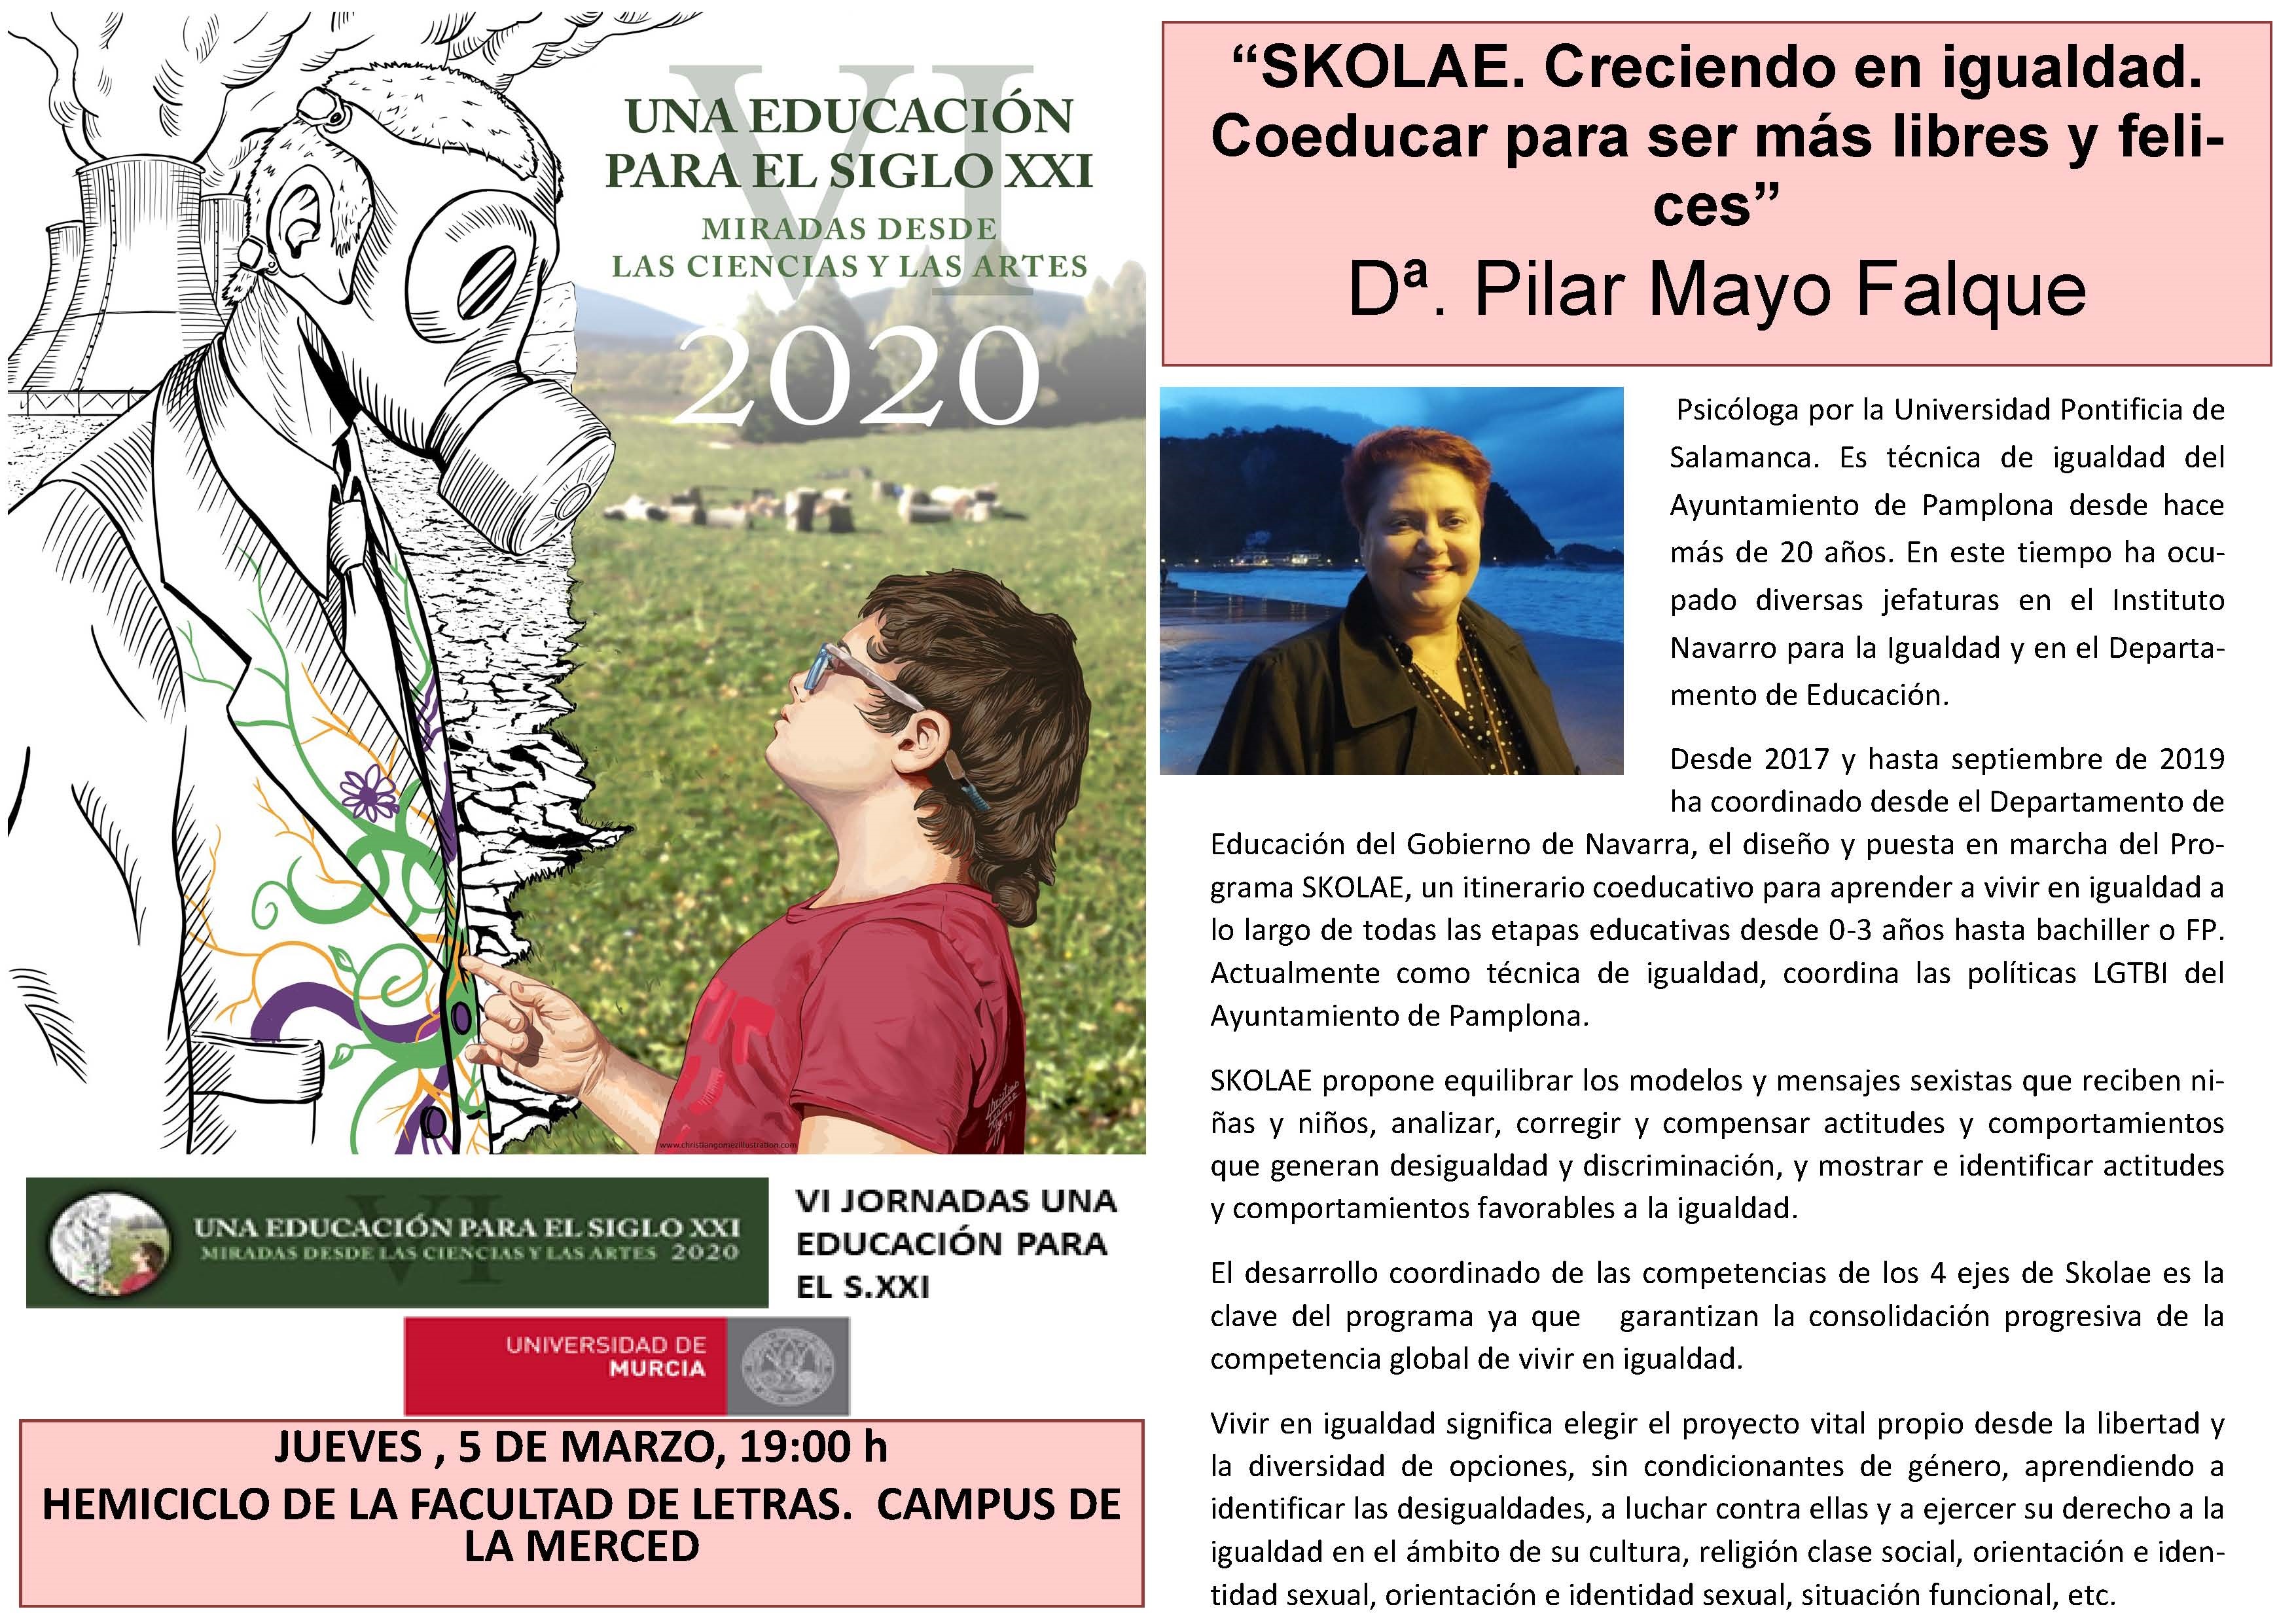 VI
UNA EDUCACIÓN
PARA EL SIGLO XXI
MIRADAS DESDE
LAS CIENCIAS Y LAS ARTES
2020
www.christiangomezillustration.com
VI
UNA EDUCACIÓN PARA EL SIGLO XXI
MIRADAS DESDE LAS CIENCIAS Y LAS ARTES 2020
VI JORNADAS UNA
EDUCACIÓN PARA
EL S.XXI
UNIVERSIDAD DE
MURCIA
JUEVES , 5 DE MARZO, 19:00 h
HEMICICLO DE LA FACULTAD DE LETRAS.  CAMPUS DE
LA MERCED
“SKOLAE. Creciendo en igualdad.
Coeducar para ser más libres y feli-
ces”
Dª. Pilar Mayo Falque
Psicóloga por la Universidad Pontificia de
Salamanca. Es técnica de igualdad del
Ayuntamiento de Pamplona desde hace
más de 20 años. En este tiempo ha ocu-
pado diversas jefaturas en el Instituto
Navarro para la Igualdad y en el Departa-
mento de Educación.
Desde 2017 y hasta septiembre de 2019
ha coordinado desde el Departamento de
Educación del Gobierno de Navarra, el diseño y puesta en marcha del Pro-
grama SKOLAE, un itinerario coeducativo para aprender a vivir en igualdad a
lo largo de todas las etapas educativas desde 0-3 años hasta bachiller o FP.
Actualmente como técnica de igualdad, coordina las políticas LGTBI del
Ayuntamiento de Pamplona.
SKOLAE propone equilibrar los modelos y mensajes sexistas que reciben ni-
ñas y niños, analizar, corregir y compensar actitudes y comportamientos
que generan desigualdad y discriminación, y mostrar e identificar actitudes
y comportamientos favorables a la igualdad.
El desarrollo coordinado de las competencias de los 4 ejes de Skolae es la
clave del programa ya que  garantizan la consolidación progresiva de la
competencia global de vivir en igualdad.
Vivir en igualdad significa elegir el proyecto vital propio desde la libertad y
la diversidad de opciones, sin condicionantes de género, aprendiendo a
identificar las desigualdades, a luchar contra ellas y a ejercer su derecho a la
igualdad en el ámbito de su cultura, religión clase social, orientación e iden-
tidad sexual, orientación e identidad sexual, situación funcional, etc.